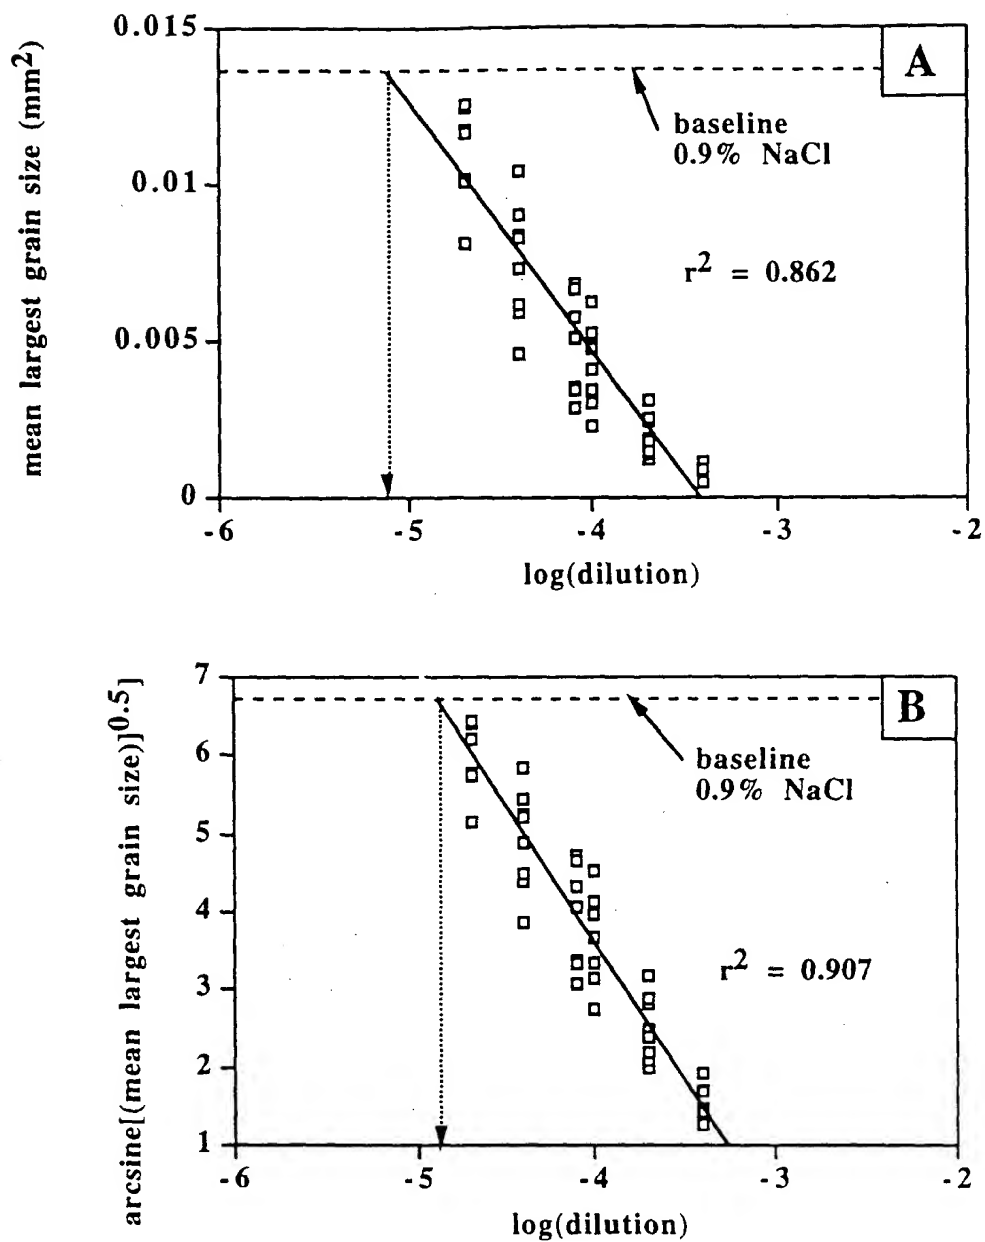 0.015
A
baseline
0.9% NaCl
0.01
r2 = 0.862
0.005
0
-6 -5 -4 -3 -2
log(dilution)
mean largest grain size (mm2)
7
B
baseline
0.9% NaCl
6
5
4
r2 = 0.907
3
2
1
-6 -5 -4 -3 -2
log(dilution)
arcsine[(mean largest grain size)]0.5]